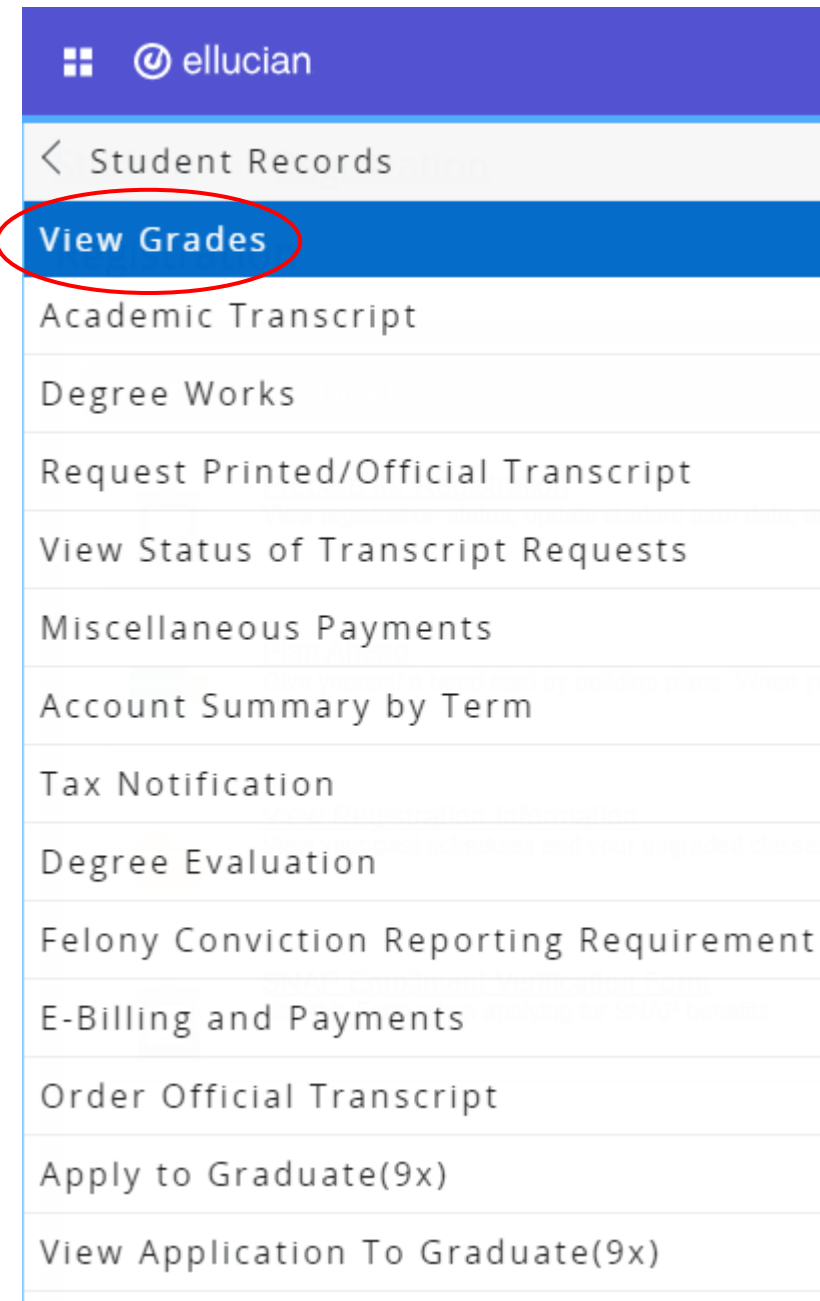 ellucian
Student Records
View Grades
Academic Transcript
Degree Works
Request Printed/Official Transcript
View Status of Transcript Requests
Miscellaneous Payments
Account Summary by Term
Tax Notification
Degree Evaluation
Felony Conviction Reporting Requirement
E-Billing and Payments
Order Official Transcript
Apply to Graduate(9x)
View Application To Graduate(9x)